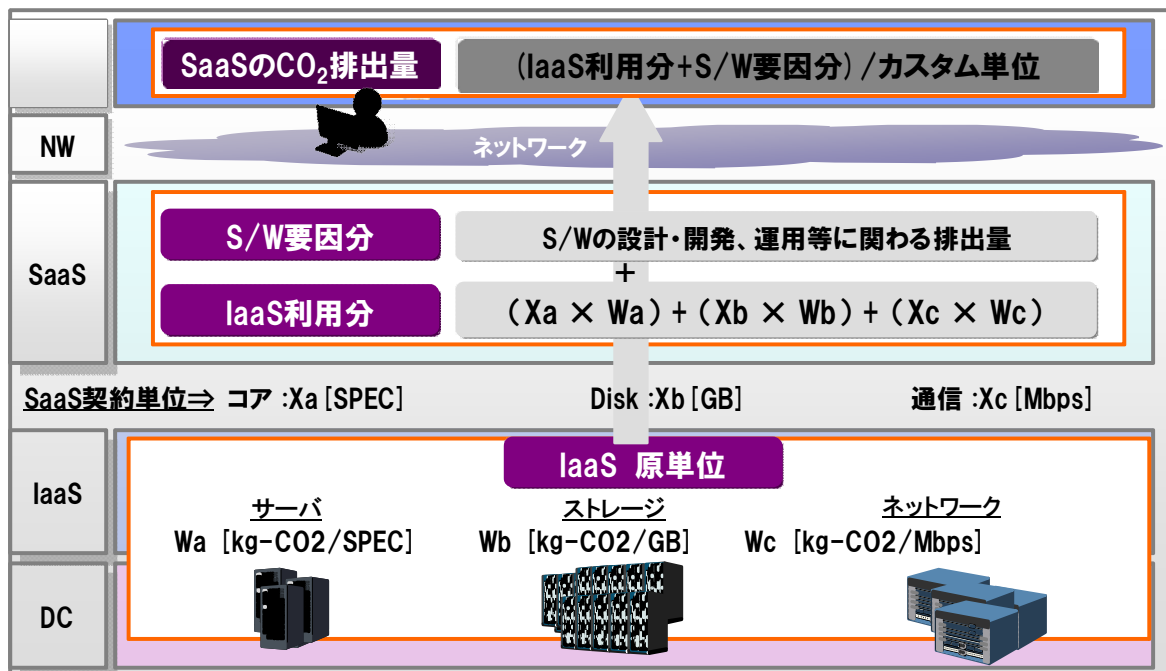 SaaSのCO₂排出量 (IaaS利用分+S/W要因分)/カスタム単位
NW ネットワーク
S/W要因分 S/Wの設計・開発、運用等に関わる排出量
SaaS +
IaaS利用分 (Xa × Wa) + (Xb × Wb) + (Xc × Wc)
SaaS契約単位⇒ コア :Xa [SPEC] Disk :Xb [GB] 通信 :Xc [Mbps]
IaaS 原単位
IaaS
サーバ ストレージ ネットワーク
Wa [kg-CO2/SPEC] Wb [kg-CO2/GB] Wc [kg-CO2/Mbps]
DC